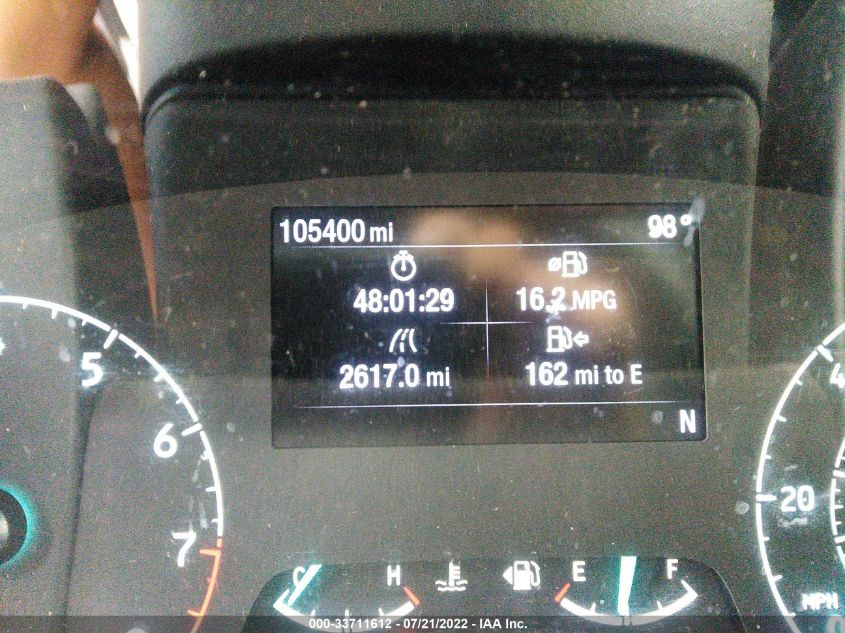 105400 mi 98°
48:01:29 16.2 MPG
2617.0 mi 162 mi to E
N
5
6
7
4
20
MPH
C H E F
000-33711612 - 07/21/2022 - IAA Inc.